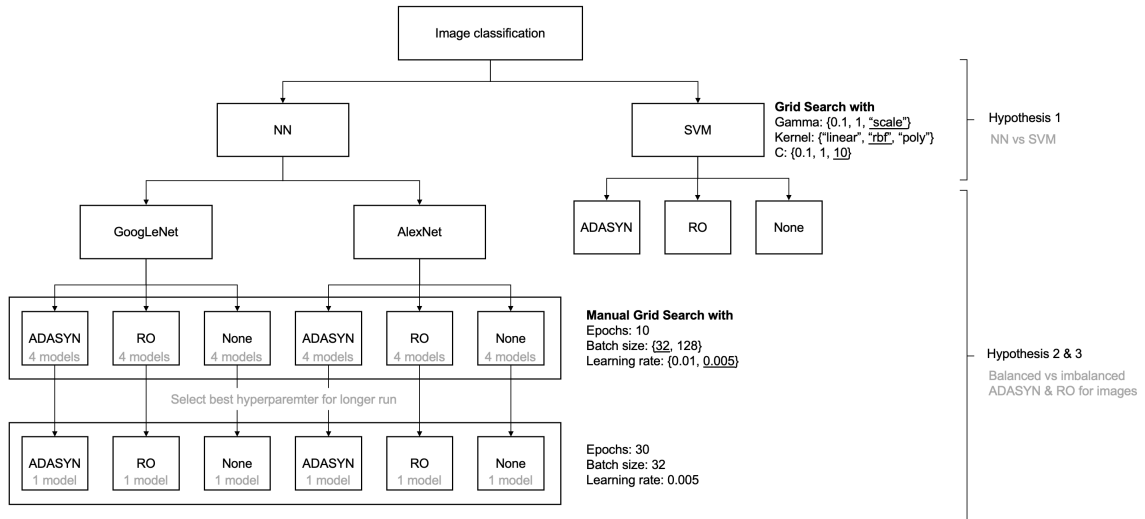 Image classification
NN
SVM
Grid Search with
Gamma: {0.1, 1, “scale”}
Kernel: {“linear”, “rbf”, “poly”}
C: {0.1, 1, 10}
Hypothesis 1
NN vs SVM
GoogLeNet
AlexNet
ADASYN
RO
None
ADASYN
4 models
RO
4 models
None
4 models
ADASYN
4 models
RO
4 models
None
4 models
Manual Grid Search with
Epochs: 10
Batch size: {32, 128}
Learning rate: {0.01, 0.005}
Hypothesis 2 & 3
Balanced vs imbalanced
ADASYN & RO for images
Select best hyperparemter for longer run
ADASYN
1 model
RO
1 model
None
1 model
ADASYN
1 model
RO
1 model
None
1 model
Epochs: 30
Batch size: 32
Learning rate: 0.005